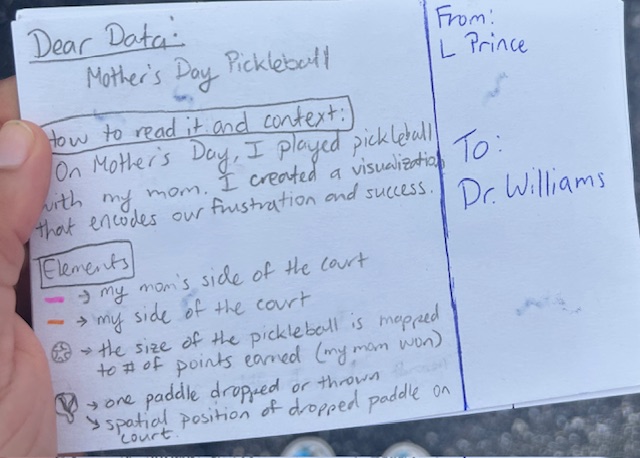 Dear Data:
Mother's Day Pickleball
How to read it and context:
On Mother's Day, I played pickleball
with my mom. I created a visualization
that encodes our frustration and success.
Elements
→ my mom's side of the court
→ my side of the court
→ the size of the pickleball is mapped
to # of points earned (my mom won)
→ one paddle dropped or thrown
↘ spatial position of dropped paddle on
court.
From:
L Prince
To:
Dr. Williams